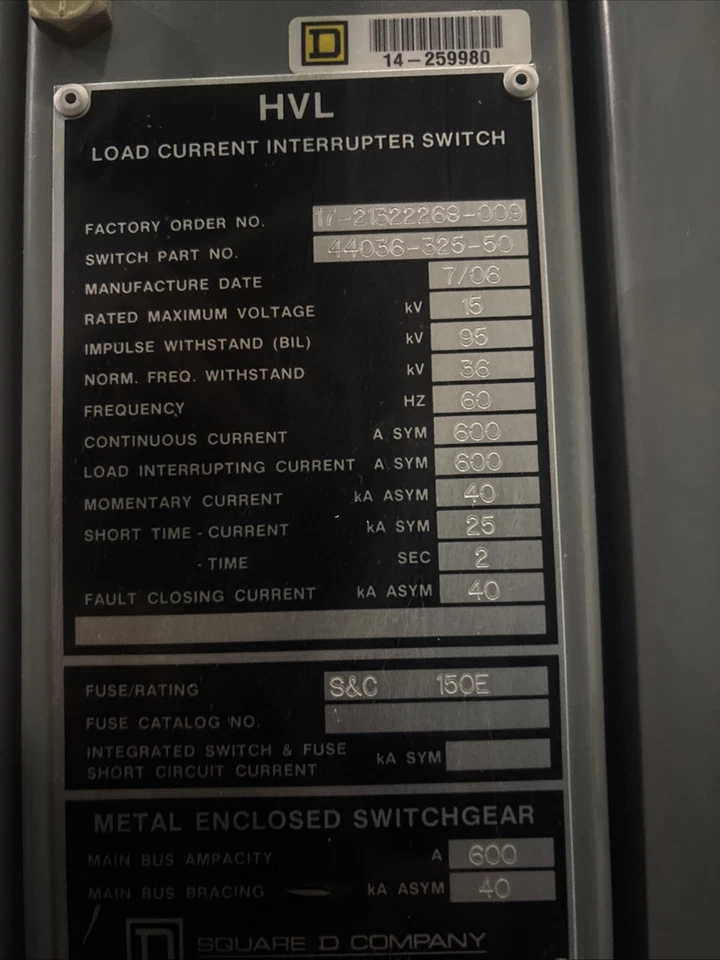 D
14-259980
HVL
LOAD CURRENT INTERRUPTER SWITCH
FACTORY ORDER NO. 17-21322268-009
SWITCH PART NO. 44036-325-50
MANUFACTURE DATE 7/06
RATED MAXIMUM VOLTAGE kV 15
IMPULSE WITHSTAND (BIL) kV 95
NORM. FREQ. WITHSTAND kV 36
FREQUENCY HZ 60
CONTINUOUS CURRENT A SYM 600
LOAD INTERRUPTING CURRENT A SYM 600
MOMENTARY CURRENT kA ASYM 40
SHORT TIME - CURRENT kA SYM 25
- TIME SEC 2
FAULT CLOSING CURRENT kA ASYM 40
FUSE/RATING S&C 150E
FUSE CATALOG NO.
INTEGRATED SWITCH & FUSE
SHORT CIRCUIT CURRENT kA SYM
METAL ENCLOSED SWITCHGEAR
MAIN BUS AMPACITY A 600
MAIN BUS BRACING kA ASYM 40
D SQUARE D COMPANY